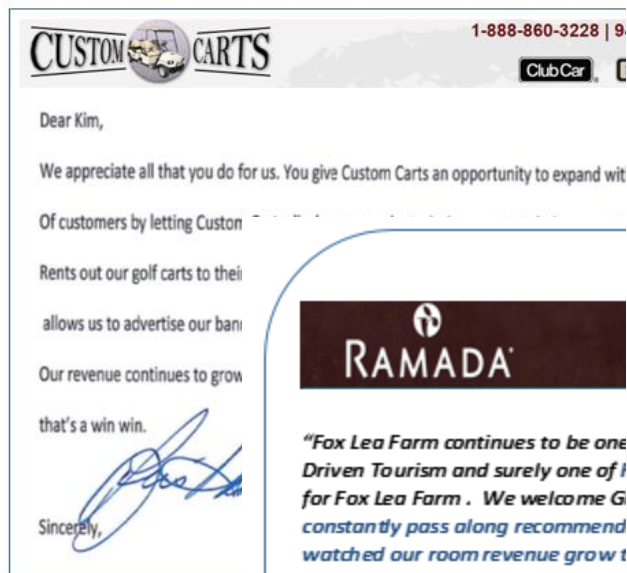 CUSTOM CARTS
1-888-860-3228 | 9
Club Car
Dear Kim,
We appreciate all that you do for us. You give Custom Carts an opportunity to expand wit
Of customers by letting Custom
Rents out our golf carts to thei
allows us to advertise our ban
Our revenue continues to grow
that's a win win.
Sincerely,
RAMADA
"Fox Lea Farm continues to be one
Driven Tourism and surely one of
for Fox Lea Farm . We welcome G
constantly pass along recommend
watched our room revenue grow t